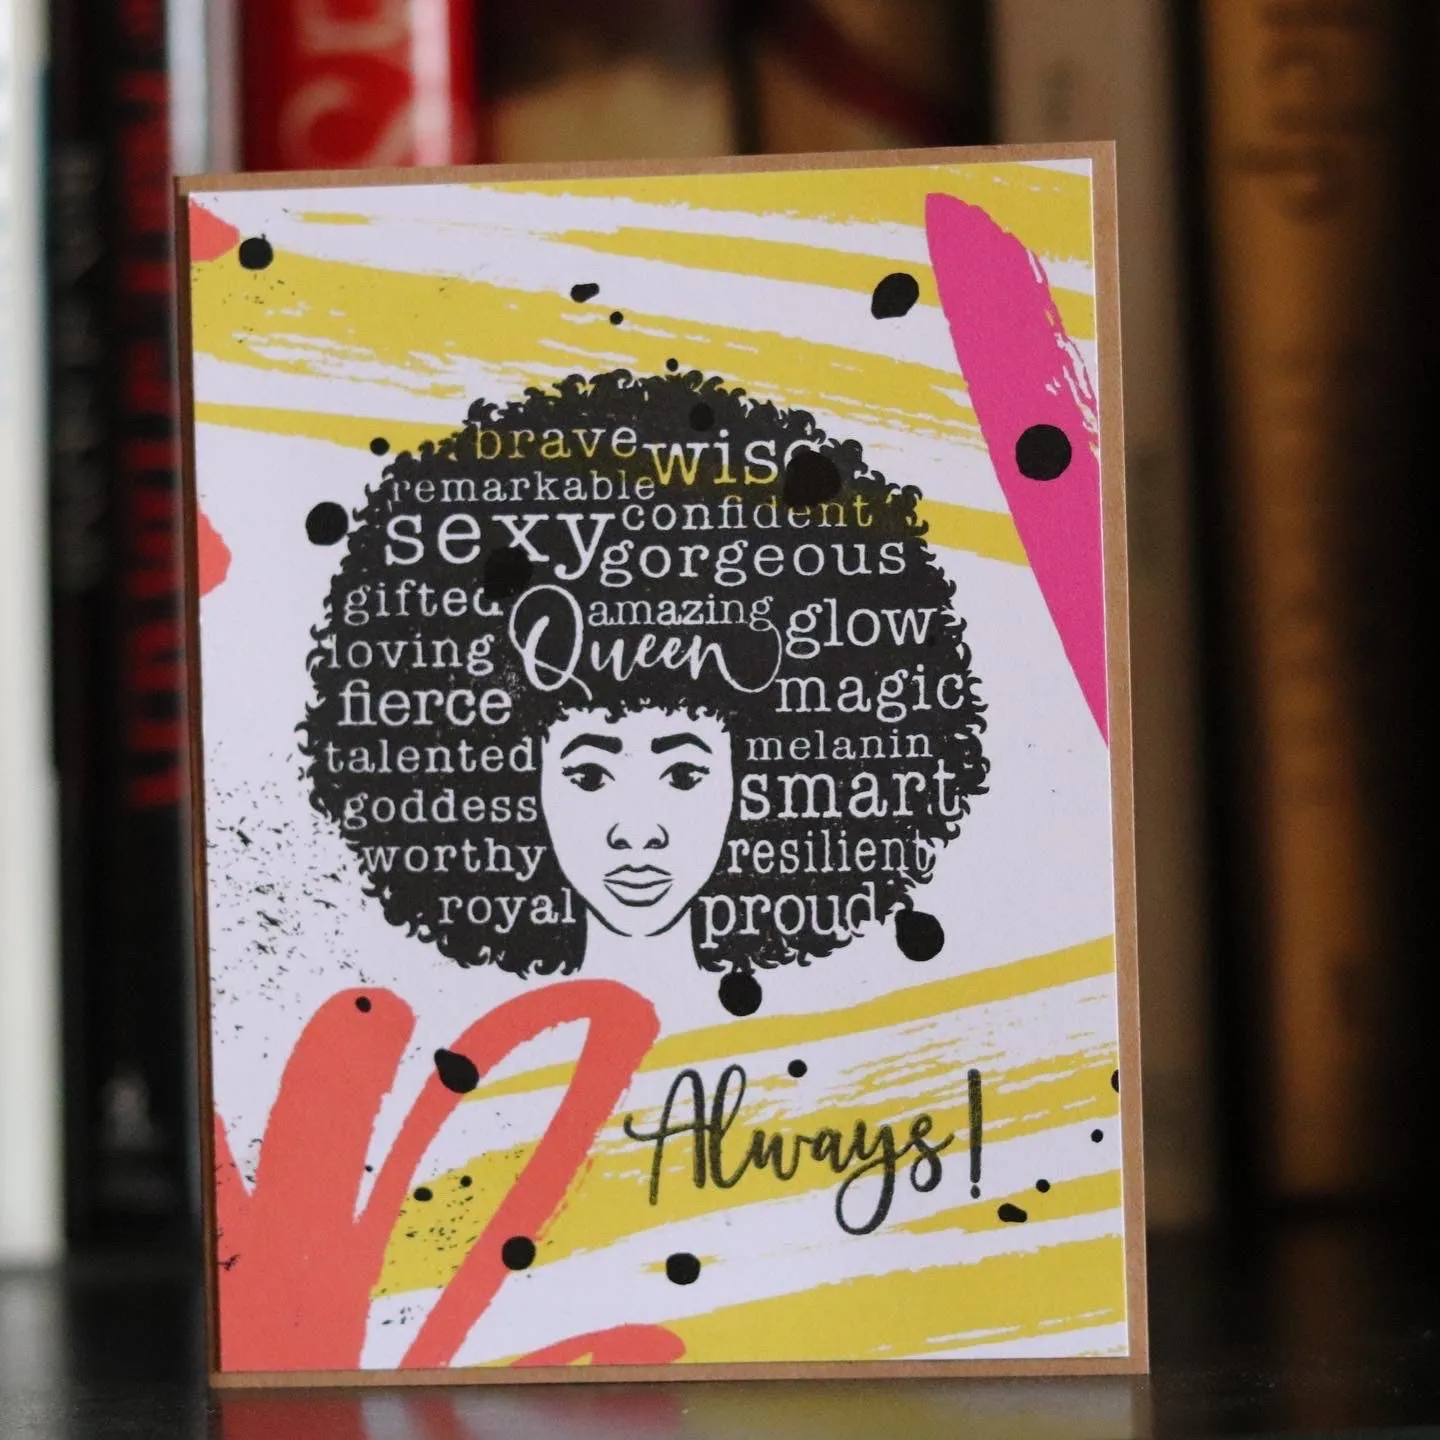 brave wise
remarkable
sexy confident
gorgeous
gifted amazing glow
loving Queen
fierce magic
talented melanin
goddess smart
worthy resilient
royal proud
Always!